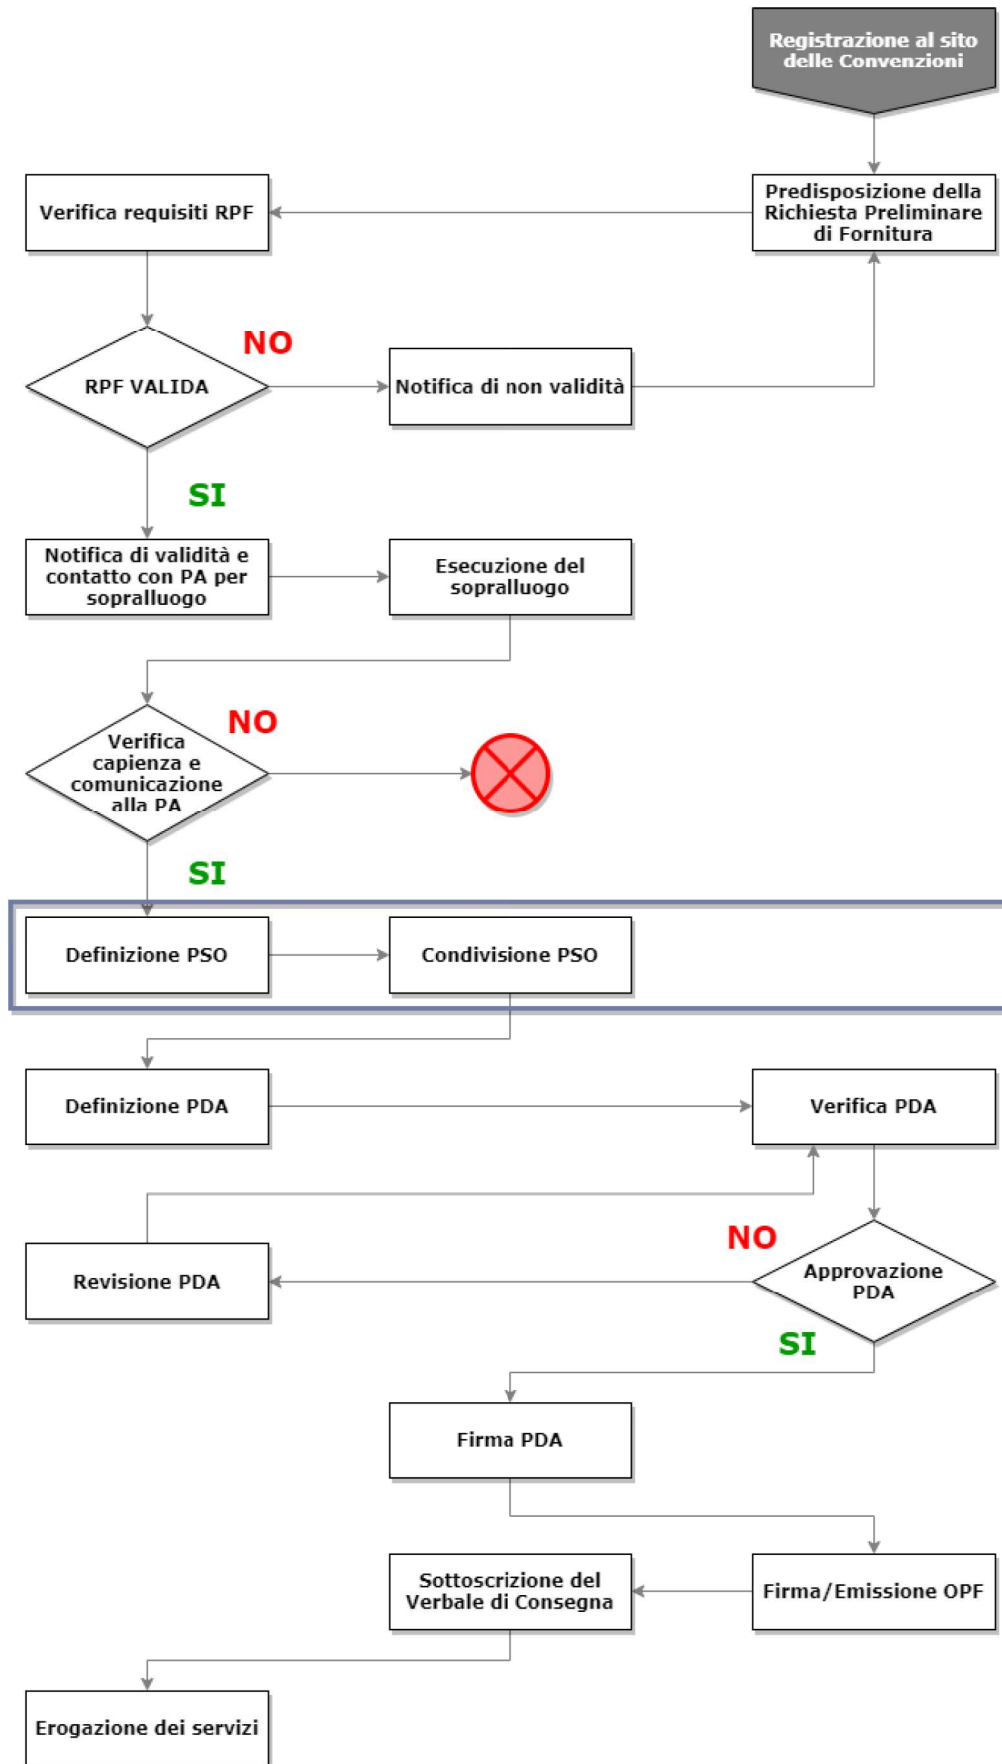 Registrazione al sito
delle Convenzioni
Verifica requisiti RPF
Predisposizione della
Richiesta Preliminare
di Fornitura
RPF VALIDA
NO
Notifica di non validità
SI
Notifica di validità e
contatto con PA per
sopralluogo
Esecuzione del
sopralluogo
Verifica
capienza e
comunicazione
alla PA
NO
SI
Definizione PSO
Condivisione PSO
Definizione PDA
Verifica PDA
Revisione PDA
NO
Approvazione
PDA
SI
Firma PDA
Sottoscrizione del
Verbale di Consegna
Firma/Emissione OPF
Erogazione dei servizi